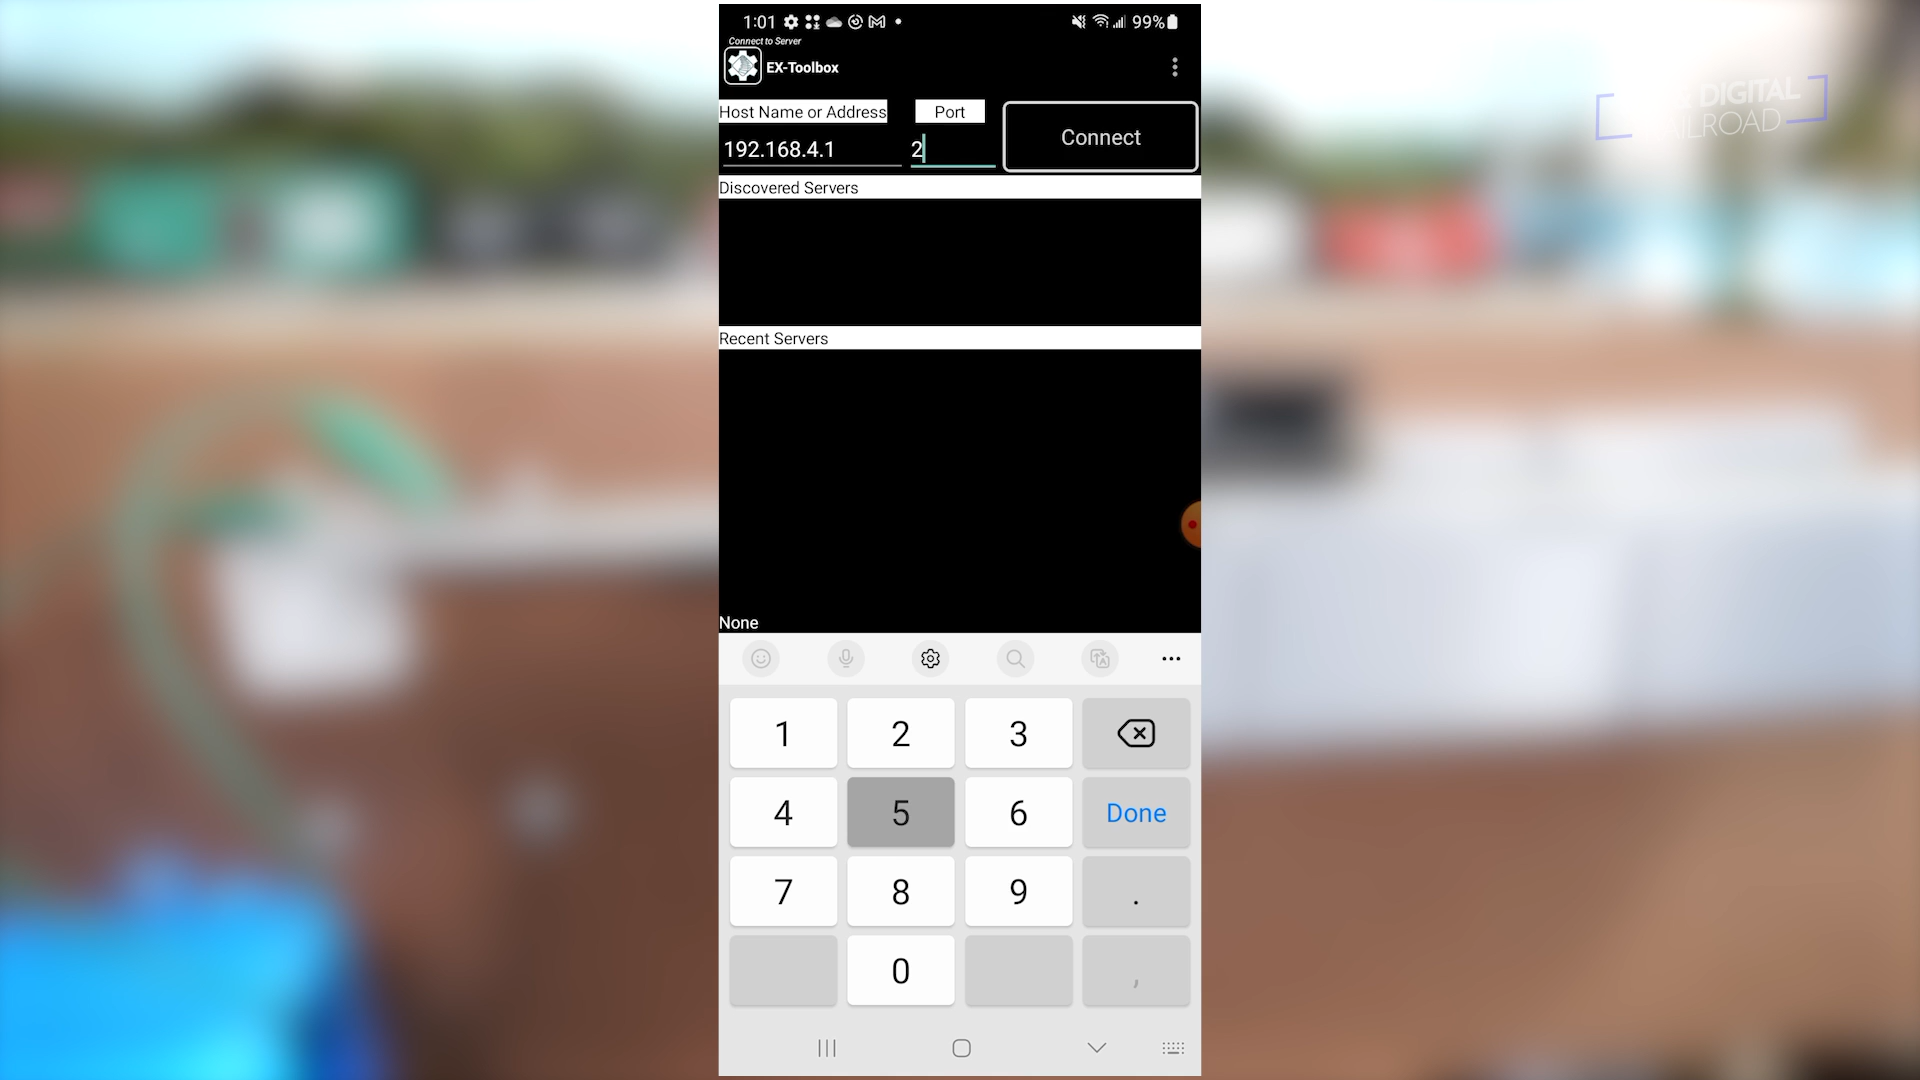 1:01 99%
Connect to Server
EX-Toolbox
Host Name or Address Port
192.168.4.1 2 Connect
Discovered Servers
Recent Servers
None
1 2 3
4 5 6 Done
7 8 9 .
0 ,
DIGITAL